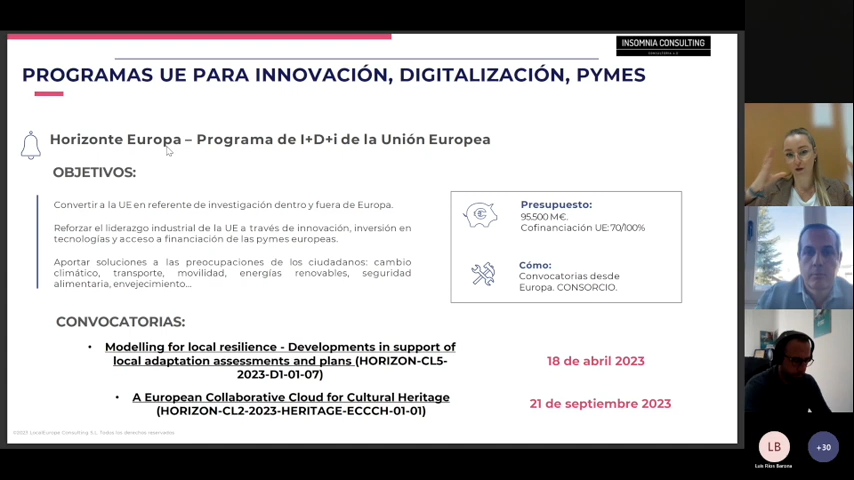 INSOMNIA CONSULTING
CONSULTORIA 2.0
PROGRAMAS UE PARA INNOVACIÓN, DIGITALIZACIÓN, PYMES
Horizonte Europa – Programa de I+D+i de la Unión Europea
OBJETIVOS:
Convertir a la UE en referente de investigación dentro y fuera de Europa.
Reforzar el liderazgo industrial de la UE a través de innovación, inversión en
tecnologías y acceso a financiación de las pymes europeas.
Aportar soluciones a las preocupaciones de los ciudadanos: cambio
climático, transporte, movilidad, energías renovables, seguridad
alimentaria, envejecimiento...
Presupuesto:
95.500 M€.
Cofinanciación UE: 70/100%
Cómo:
Convocatorias desde
Europa. CONSORCIO.
CONVOCATORIAS:
• Modelling for local resilience - Developments in support of
local adaptation assessments and plans (HORIZON-CL5-
2023-D1-01-07)
18 de abril 2023
• A European Collaborative Cloud for Cultural Heritage
(HORIZON-CL2-2023-HERITAGE-ECCCH-01-01)
21 de septiembre 2023
©2023 LocalEurope Consulting S.L. Todos los derechos reservados.
LB
+30